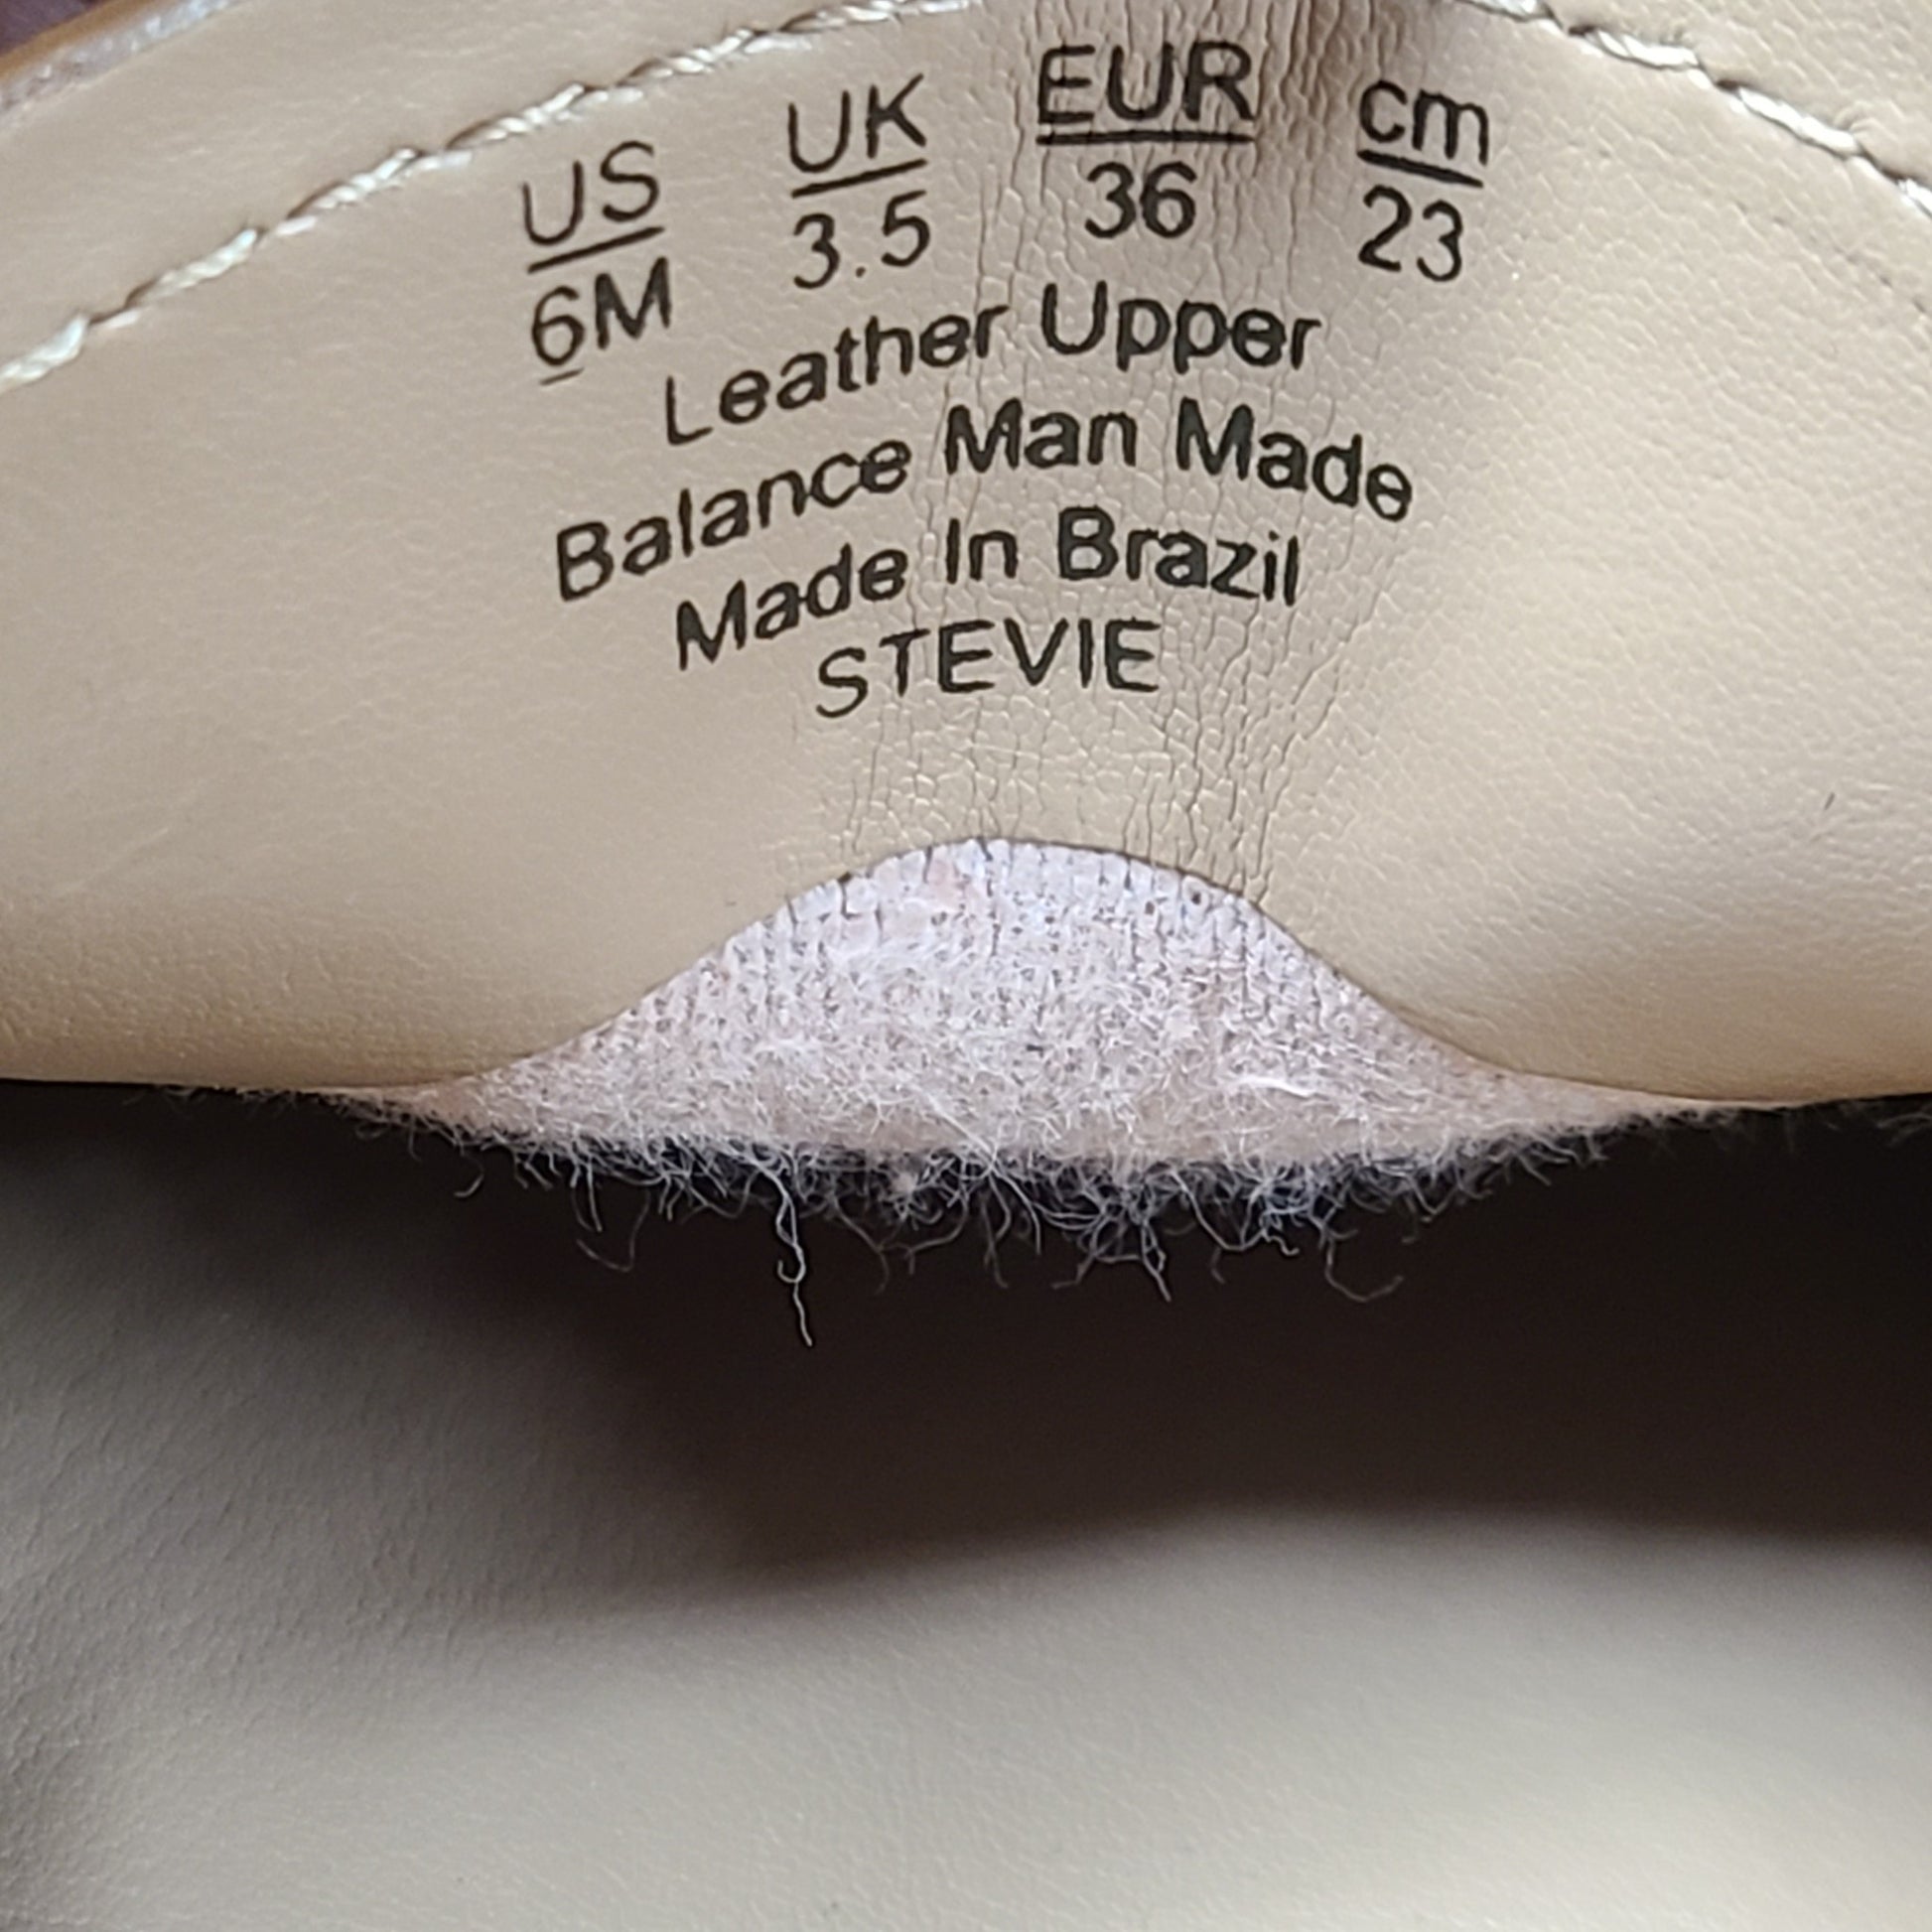 US UK EUR cm
6M 3.5 36 23
Leather Upper
Balance Man Made
Made In Brazil
STEVIE